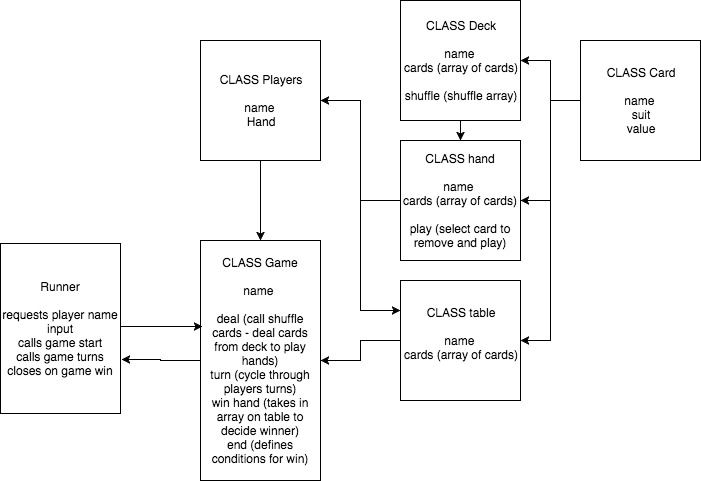 CLASS Deck
name
cards (array of cards)
shuffle (shuffle array)
CLASS Card
name
suit
value
CLASS Players
name
Hand
CLASS hand
name
cards (array of cards)
play (select card to
remove and play)
Runner
requests player name
input
calls game start
calls game turns
closes on game win
CLASS Game
name
deal (call shuffle
cards - deal cards
from deck to play
hands)
turn (cycle through
players turns)
win hand (takes in
array on table to
decide winner)
end (defines
conditions for win)
CLASS table
name
cards (array of cards)